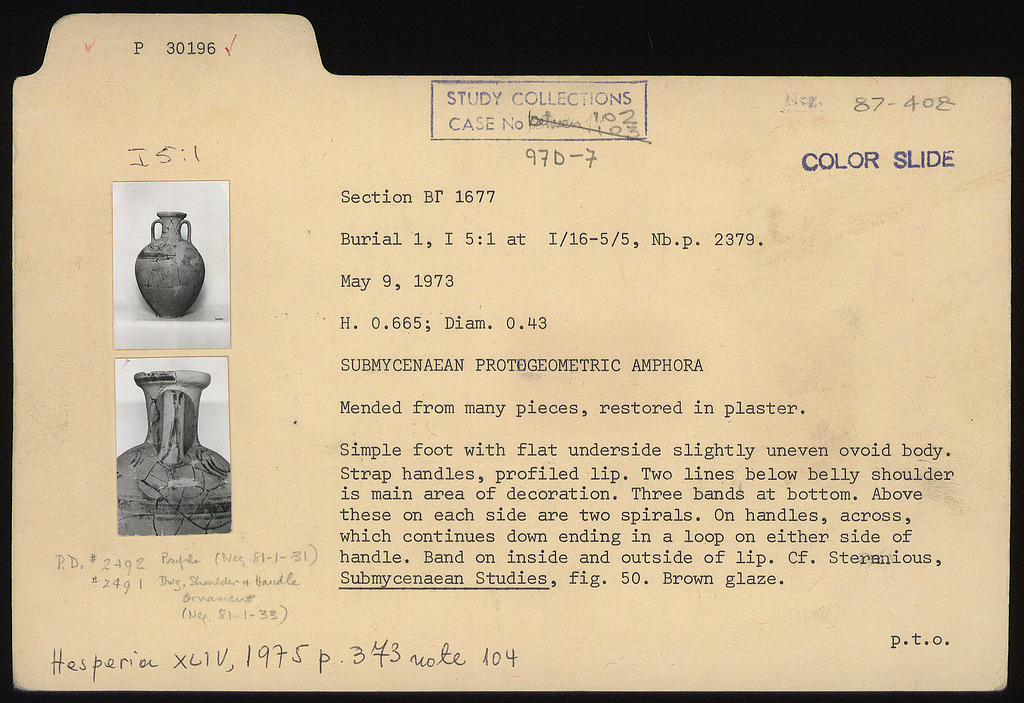 P 30196
STUDY COLLECTIONS
CASE No between 102
103
97D-7
Neg. 87-408
COLOR SLIDE
I 5:1
Section ΒΓ 1677
Burial 1, I 5:1 at I/16-5/5, Nb.p. 2379.
May 9, 1973
H. 0.665; Diam. 0.43
SUBMYCENAEAN PROTOGEOMETRIC AMPHORA
Mended from many pieces, restored in plaster.
Simple foot with flat underside slightly uneven ovoid body.
Strap handles, profiled lip. Two lines below belly shoulder
is main area of decoration. Three bands at bottom. Above
these on each side are two spirals. On handles, across,
which continues down ending in a loop on either side of
handle. Band on inside and outside of lip. Cf. Sterenious,
Submycenaean Studies, fig. 50. Brown glaze.
P.D. # 2492 Profile (Neg 81-1-31)
# 2491 Dwg, Shoulder & Handle
Ornament
(Neg. 81-1-33)
p.t.o.
Hesperia XLIV, 1975 p. 373 note 104